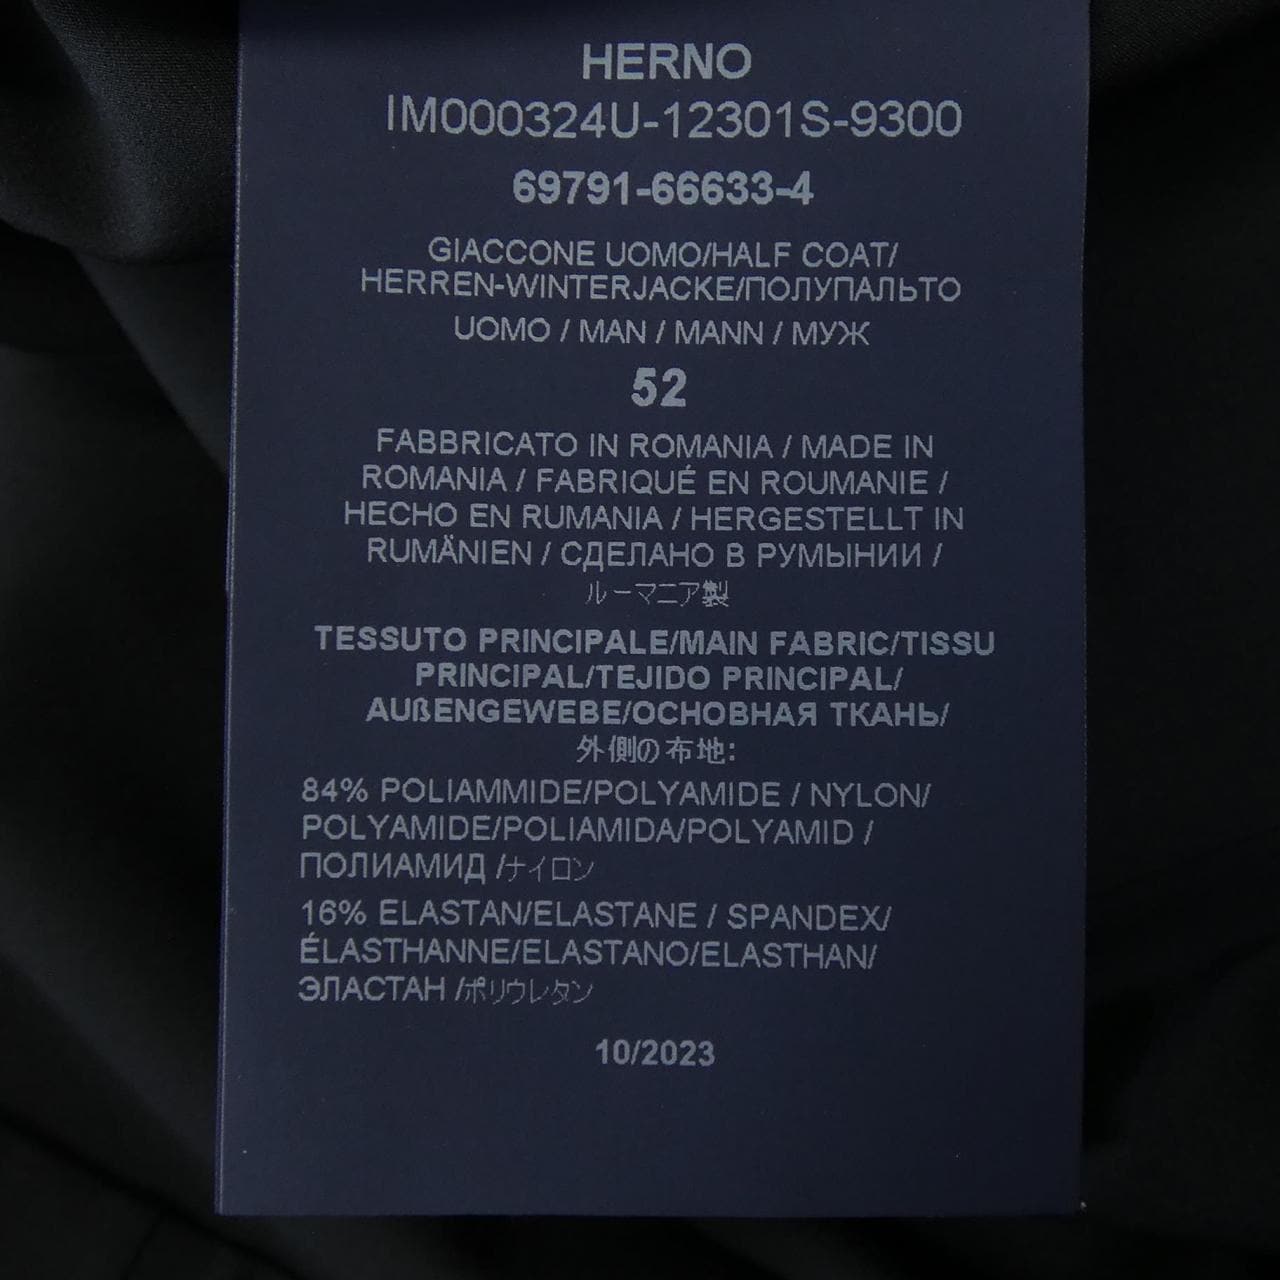 HERNO
IM000324U-12301S-9300
69791-66633-4
GIACCONE UOMO/HALF COAT/
HERREN-WINTERJACKE/ПОЛУПАЛЬТО
UOMO / MAN / MANN / МУЖ
52
FABBRICATO IN ROMANIA / MADE IN
ROMANIA / FABRIQUÉ EN ROUMANIE /
HECHO EN RUMANIA / HERGESTELLT IN
RUMÄNIEN / СДЕЛАНО В РУМЫНИИ /
ルーマニア製
TESSUTO PRINCIPALE/MAIN FABRIC/TISSU
PRINCIPAL/TEJIDO PRINCIPAL/
AUßENGEWEBE/ОСНОВНАЯ ТКАНЬ/
外側の布地:
84% POLIAMMIDE/POLYAMIDE / NYLON/
POLYAMIDE/POLIAMIDA/POLYAMID /
ПОЛИАМИД /ナイロン
16% ELASTAN/ELASTANE / SPANDEX/
ÉLASTHANNE/ELASTANO/ELASTHAN/
ЭЛАСТАН /ポリウレタン
10/2023